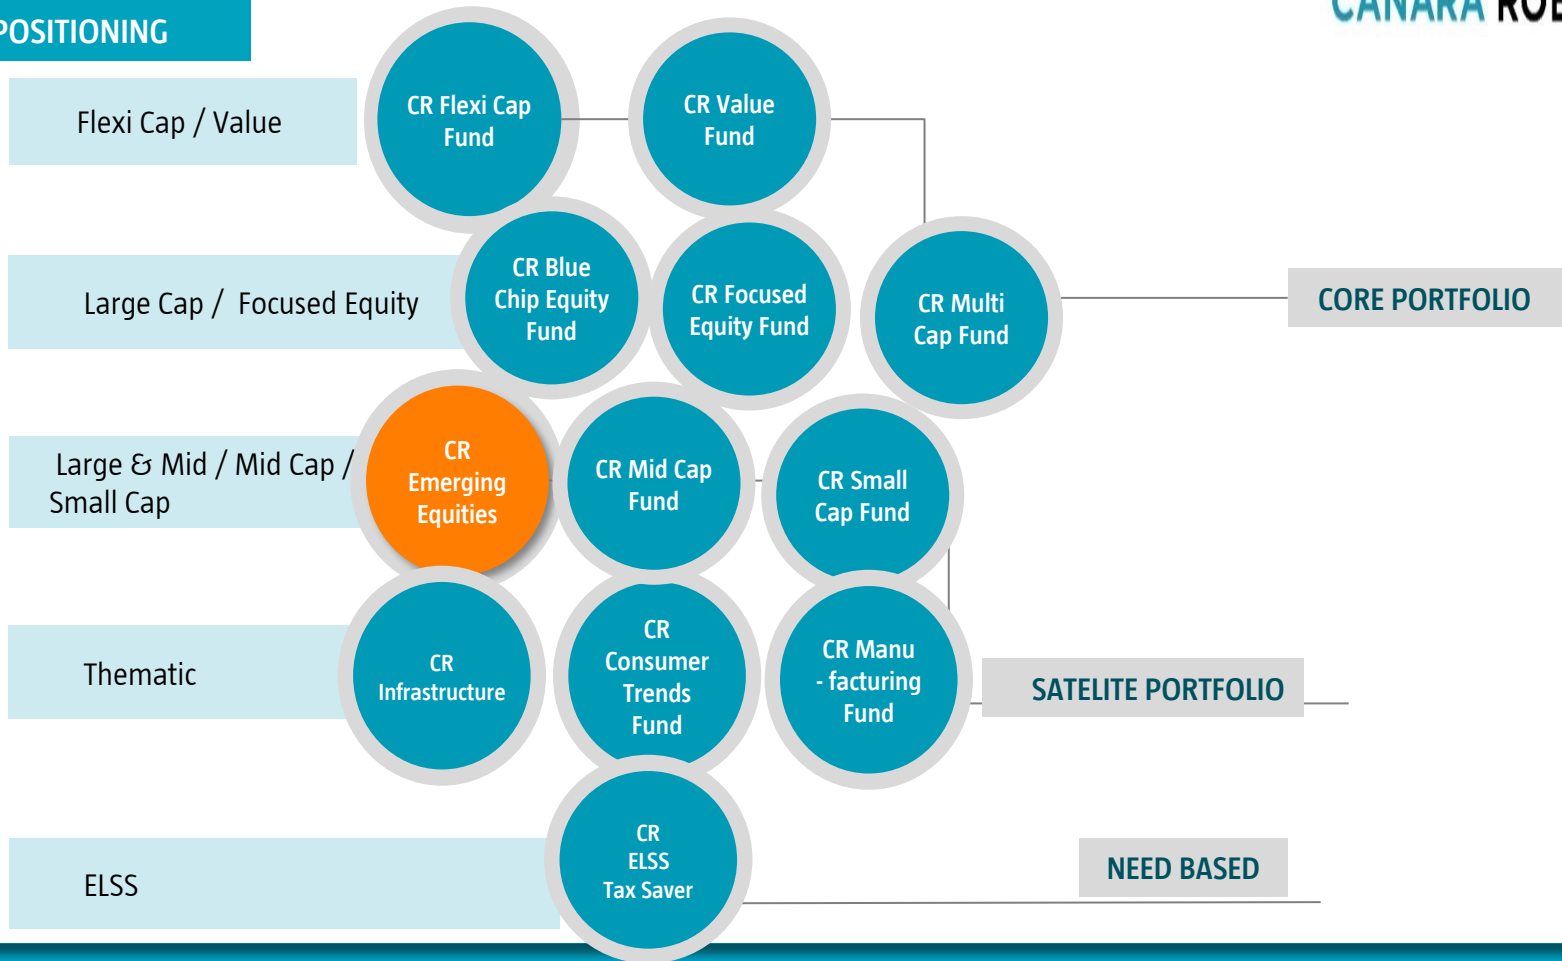 POSITIONING
CANARA ROB
Flexi Cap / Value
CR Flexi Cap
Fund
CR Value
Fund
Large Cap / Focused Equity
CR Blue
Chip Equity
Fund
CR Focused
Equity Fund
CR Multi
Cap Fund
CORE PORTFOLIO
Large & Mid / Mid Cap /
Small Cap
CR
Emerging
Equities
CR Mid Cap
Fund
CR Small
Cap Fund
Thematic
CR
Infrastructure
CR
Consumer
Trends
Fund
CR Manu
- facturing
Fund
SATELITE PORTFOLIO
ELSS
CR
ELSS
Tax Saver
NEED BASED